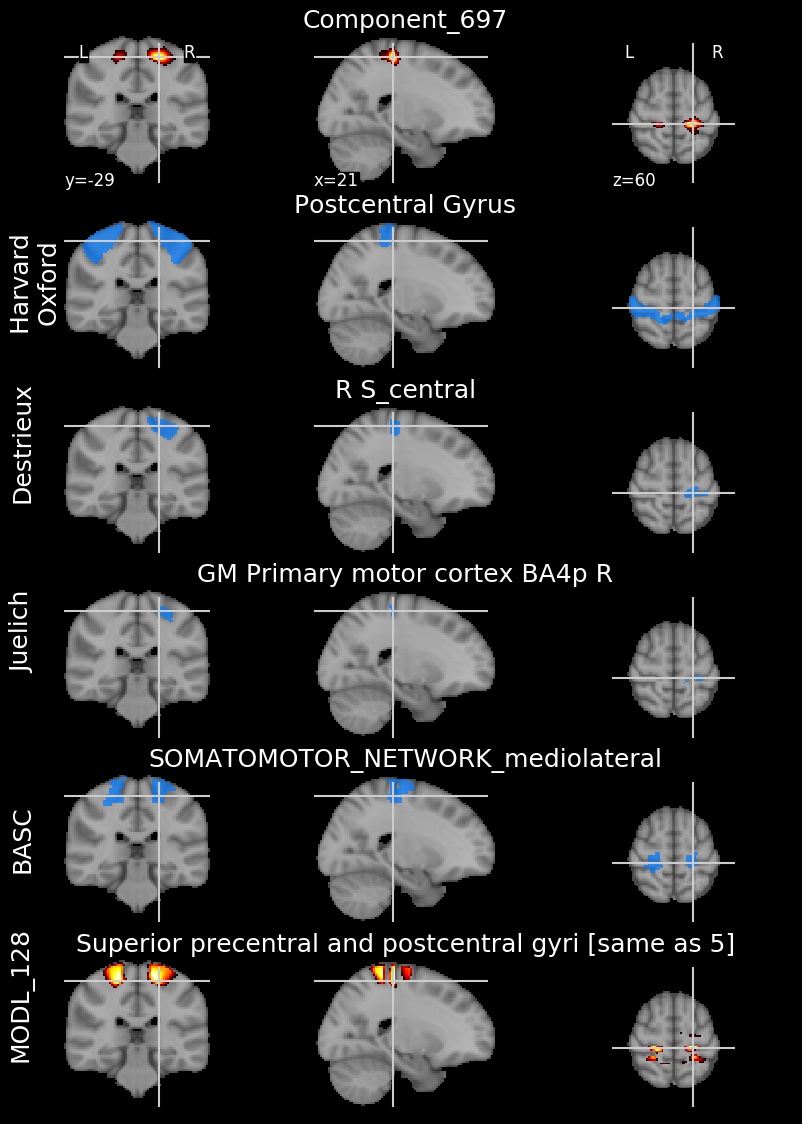 Component_697
L R L R
y=-29 x=21 z=60
Postcentral Gyrus
Harvard
Oxford
R S_central
Destrieux
GM Primary motor cortex BA4p R
Juelich
SOMATOMOTOR_NETWORK_mediolateral
BASC
Superior precentral and postcentral gyri [same as 5]
MODL_128